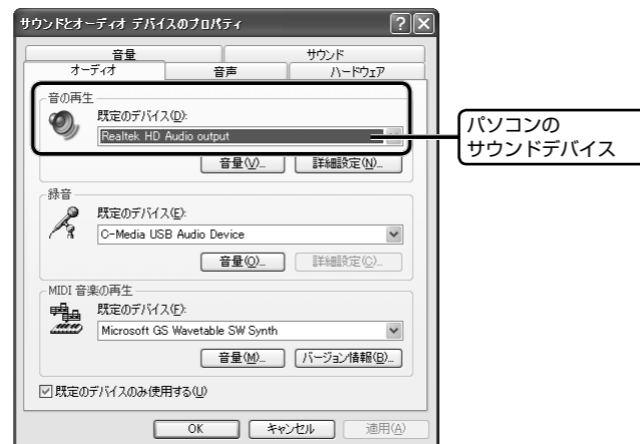 サウンドとオーディオ デバイスのプロパティ
音量 サウンド
オーディオ 音声 ハードウェア
音の再生
既定のデバイス(D):
Realtek HD Audio output
音量(V)... 詳細設定(N)...
パソコンの
サウンドデバイス
録音
既定のデバイス(E):
C-Media USB Audio Device
音量(O)... 詳細設定(C)...
MIDI 音楽の再生
既定のデバイス(F):
Microsoft GS Wavetable SW Synth
音量(M)... バージョン情報(B)...
既定のデバイスのみ使用する(U)
OK キャンセル 適用(A)